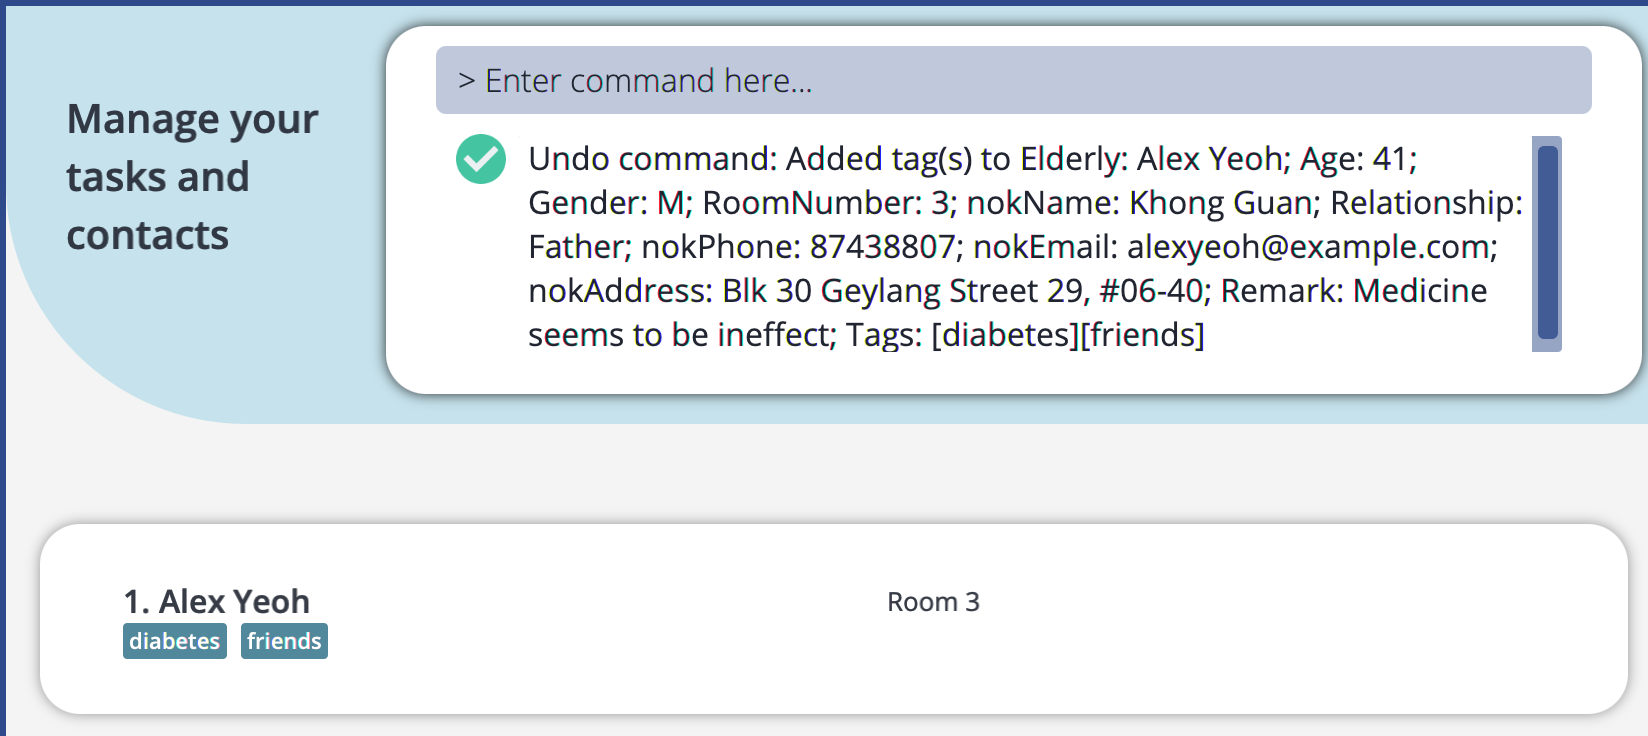 Manage your
tasks and
contacts
> Enter command here...
Undo command: Added tag(s) to Elderly: Alex Yeoh; Age: 41;
Gender: M; RoomNumber: 3; nokName: Khong Guan; Relationship:
Father; nokPhone: 87438807; nokEmail: alexyeoh@example.com;
nokAddress: Blk 30 Geylang Street 29, #06-40; Remark: Medicine
seems to be ineffect; Tags: [diabetes][friends]
1. Alex Yeoh
Room 3
diabetes friends